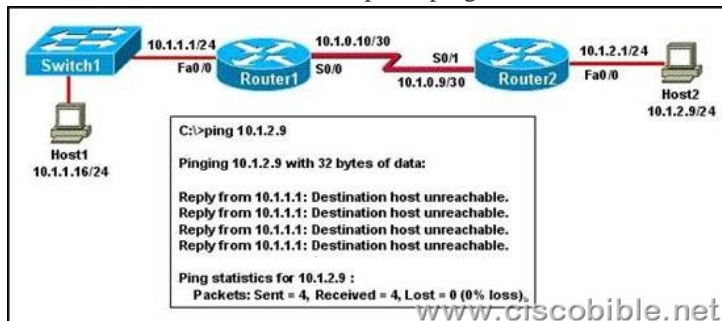 10.1.1.1/24
10.1.0.10/30
S0/1
10.1.2.1/24
Switch1
Fa0/0
Router1
S0/0
10.1.0.9/30
Router2
Fa0/0
Host2
10.1.2.9/24
Host1
10.1.1.16/24
C:\>ping 10.1.2.9
Pinging 10.1.2.9 with 32 bytes of data:
Reply from 10.1.1.1: Destination host unreachable.
Reply from 10.1.1.1: Destination host unreachable.
Reply from 10.1.1.1: Destination host unreachable.
Reply from 10.1.1.1: Destination host unreachable.
Ping statistics for 10.1.2.9 :
Packets: Sent = 4, Received = 4, Lost = 0 (0% loss),
www.ciscobible.net